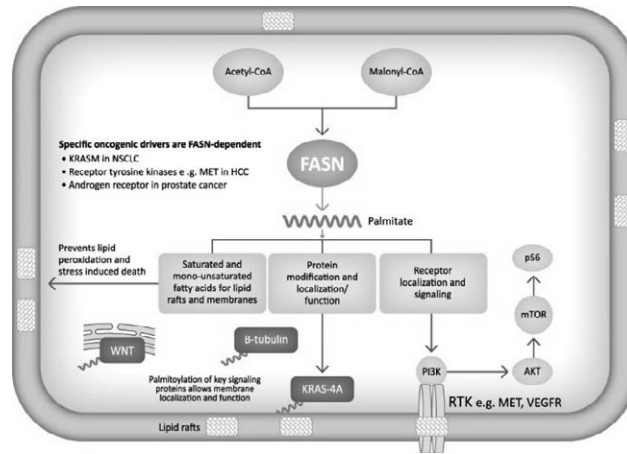 Acetyl-CoA
Malonyl-CoA
Specific oncogenic drivers are FASN-dependent
• KRASM in NSCLC
• Receptor tyrosine kinases e .g. MET in HCC
• Androgen receptor in prostate cancer
FASN
Palmitate
Prevents lipid
peroxidation and
stress induced death
Saturated and
mono-unsaturated
fatty acids for lipid
rafts and membranes
Protein
modification and
localization/
function
Receptor
localization and
signaling
pS6
mTOR
AKT
PI3K
WNT
B-tubulin
Palmitoylation of key signaling
proteins allows membrane
localization and function
KRAS-4A
RTK e.g. MET, VEGFR
Lipid rafts